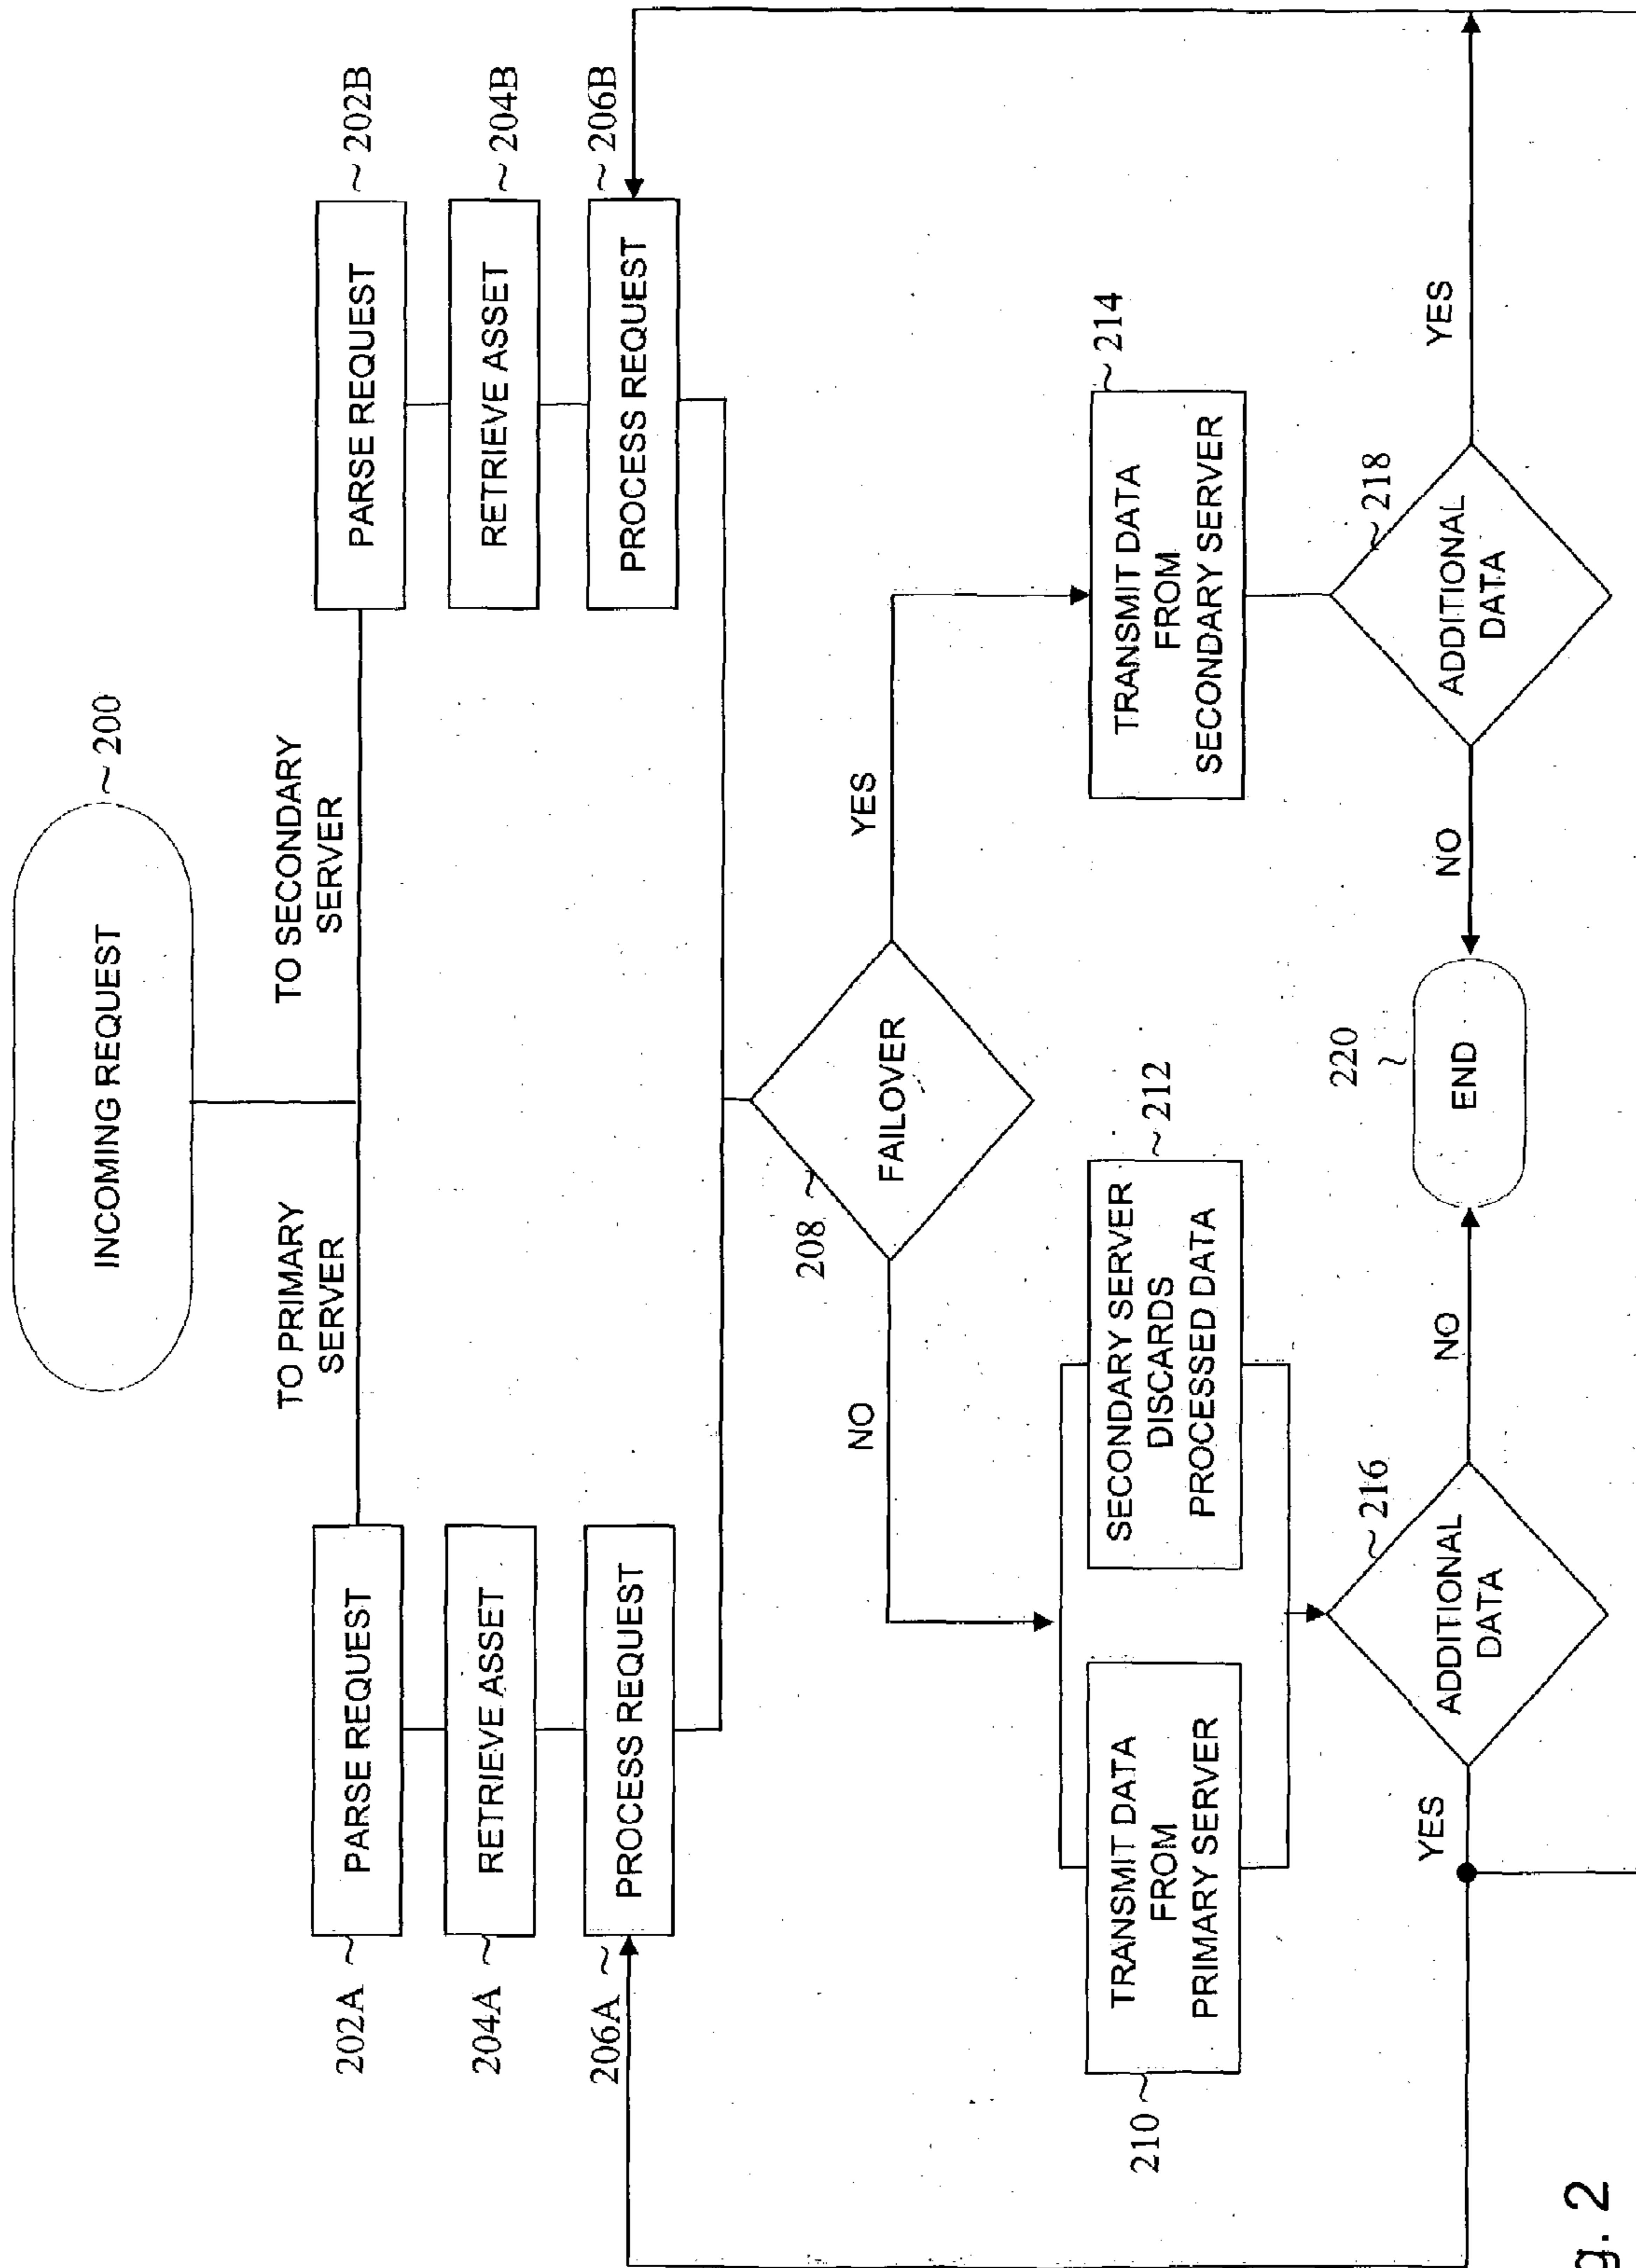 INCOMING REQUEST
~ 200
TO PRIMARY
SERVER
TO SECONDARY
SERVER
202A ~
PARSE REQUEST
PARSE REQUEST
~ 202B
204A ~
RETRIEVE ASSET
RETRIEVE ASSET
~ 204B
206A ~
PROCESS REQUEST
PROCESS REQUEST
~ 206B
208
FAILOVER
NO
YES
210 ~
TRANSMIT DATA
FROM
PRIMARY SERVER
SECONDARY SERVER
DISCARDS
PROCESSED DATA
~ 212
TRANSMIT DATA
FROM
SECONDARY SERVER
~ 214
YES
ADDITIONAL
DATA
~ 216
NO
220
END
NO
ADDITIONAL
DATA
~ 218
YES
g. 2